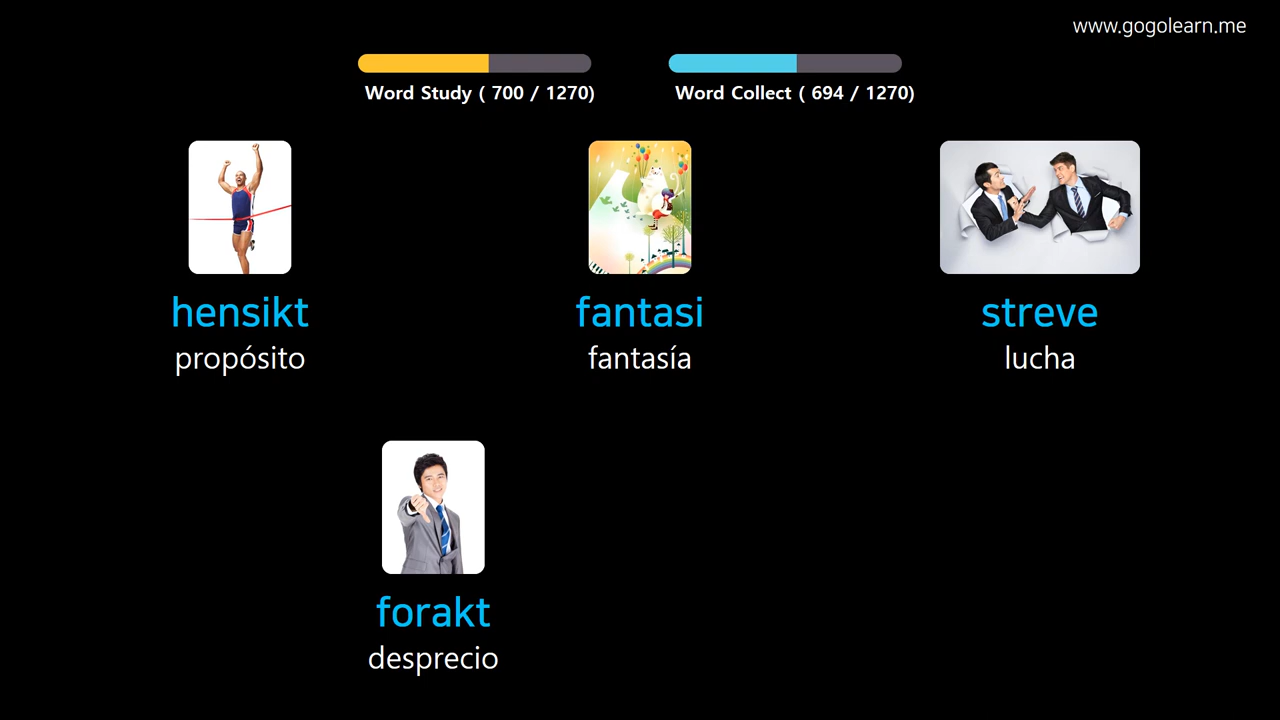 www.gogolearn.me
Word Study ( 700 / 1270)
Word Collect ( 694 / 1270)
hensikt
propósito
fantasi
fantasía
streve
lucha
forakt
desprecio